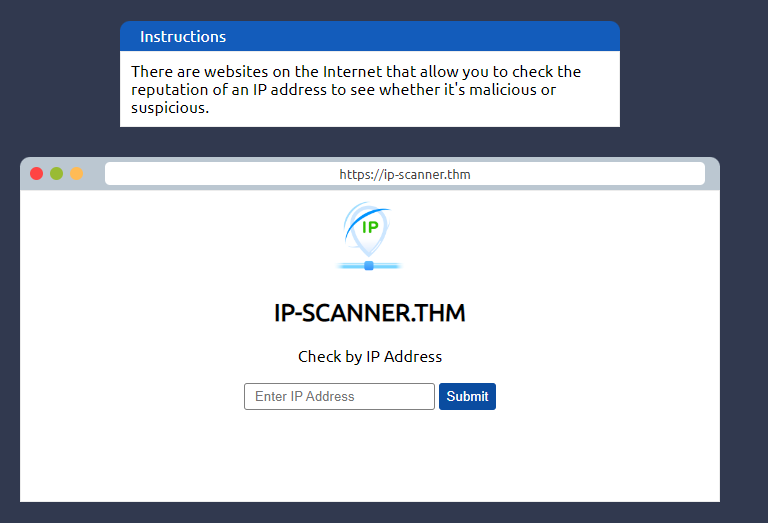 Instructions
There are websites on the Internet that allow you to check the
reputation of an IP address to see whether it's malicious or
suspicious.
https://ip-scanner.thm
IP
IP-SCANNER.THM
Check by IP Address
Enter IP Address Submit